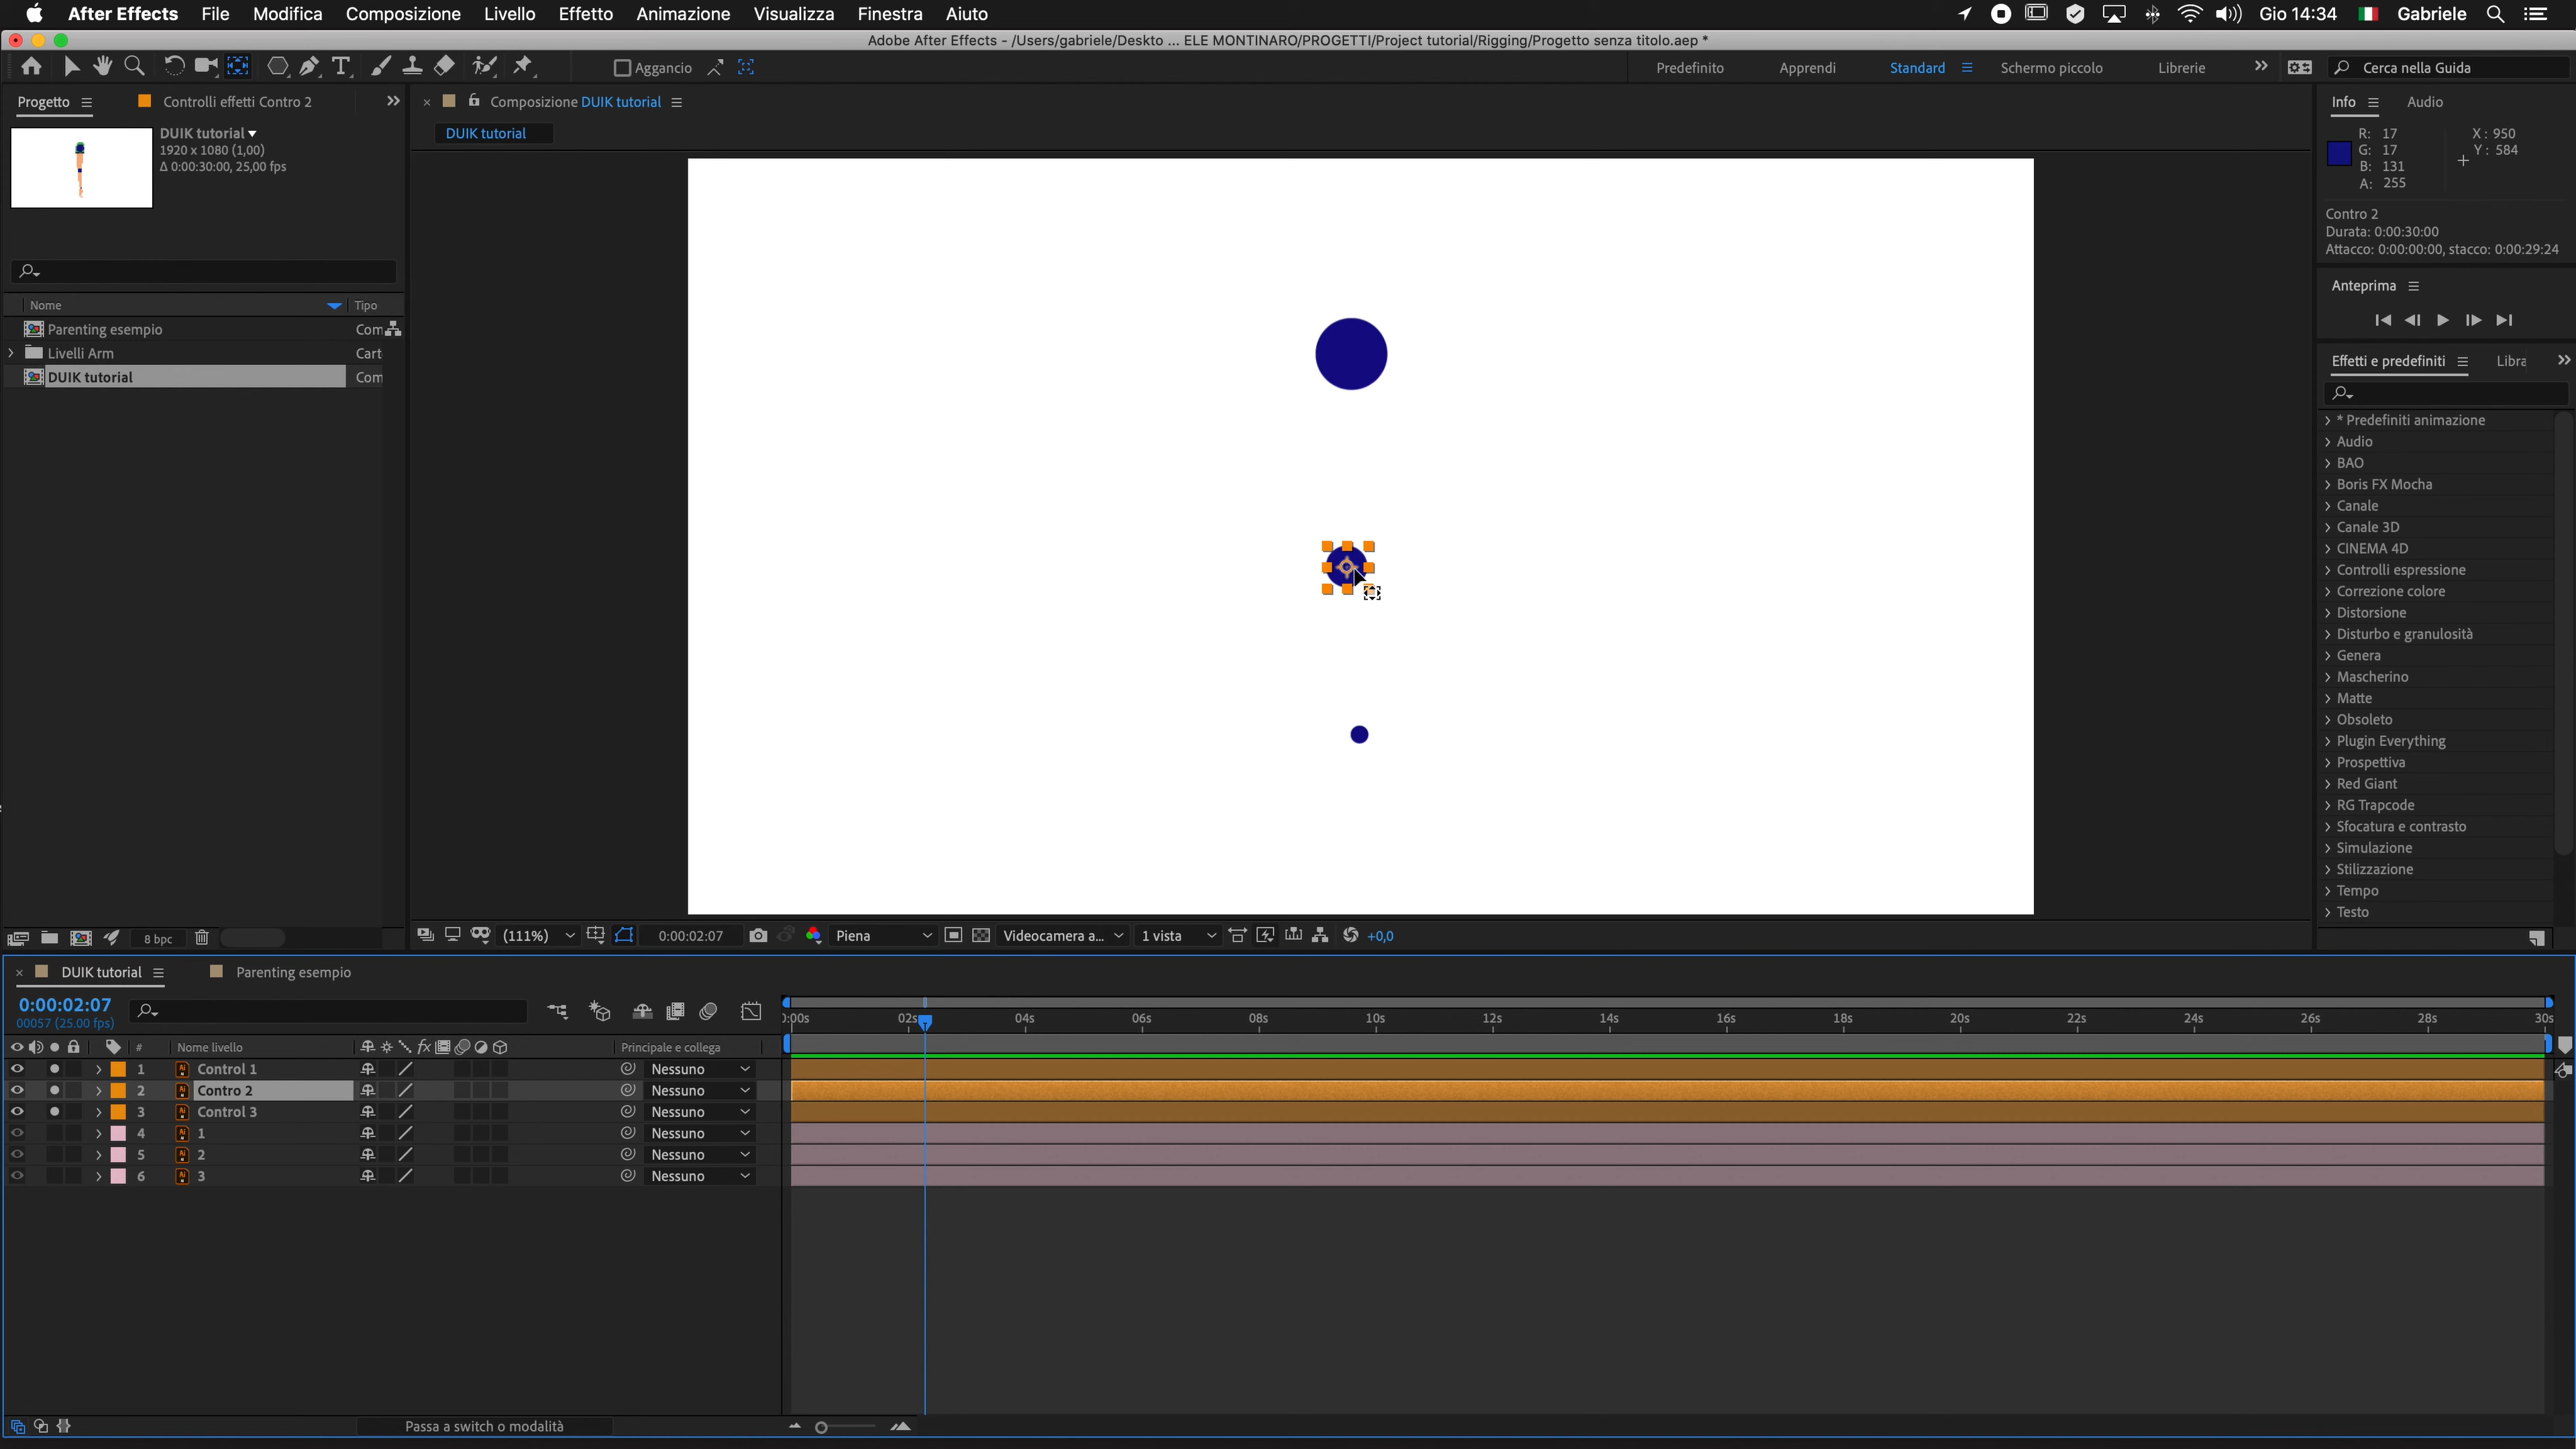 After Effects File Modifica Composizione Livello Effetto Animazione Visualizza Finestra Aiuto Gio 14:34 Gabriele
Adobe After Effects - /Users/gabriele/Deskto ... ELE MONTINARO/PROGETTI/Project tutorial/Rigging/Progetto senza titolo.aep *
Aggancio Predefinito Apprendi Standard Schermo piccolo Librerie Cerca nella Guida
Progetto Controlli effetti Contro 2
DUIK tutorial
1920 x 1080 (1,00)
Δ 0:00:30:00, 25,00 fps
Nome Tipo
Parenting esempio Com
Livelli Arm Cart
DUIK tutorial Com
8 bpc
Composizione DUIK tutorial
DUIK tutorial
(111%) 0:00:02:07 Piena Videocamera a... 1 vista +0,0
Info Audio
R: 17 X: 950
G: 17 Y: 584
B: 131
A: 255
Contro 2
Durata: 0:00:30:00
Attacco: 0:00:00:00, stacco: 0:00:29:24
Anteprima
Effetti e predefiniti Libra
* Predefiniti animazione
Audio
BAO
Boris FX Mocha
Canale
Canale 3D
CINEMA 4D
Controlli espressione
Correzione colore
Distorsione
Disturbo e granulosità
Genera
Mascherino
Matte
Obsoleto
Plugin Everything
Prospettiva
Red Giant
RG Trapcode
Sfocatura e contrasto
Simulazione
Stilizzazione
Tempo
Testo
DUIK tutorial Parenting esempio
0:00:02:07
00057 (25.00 fps)
):00s 02s 04s 06s 08s 10s 12s 14s 16s 18s 20s 22s 24s 26s 28s 30s
# Nome livello fx Principale e collega
1 Ai Control 1 Nessuno
2 Ai Contro 2 Nessuno
3 Ai Control 3 Nessuno
4 Ai 1 Nessuno
5 Ai 2 Nessuno
6 Ai 3 Nessuno
Passa a switch o modalità